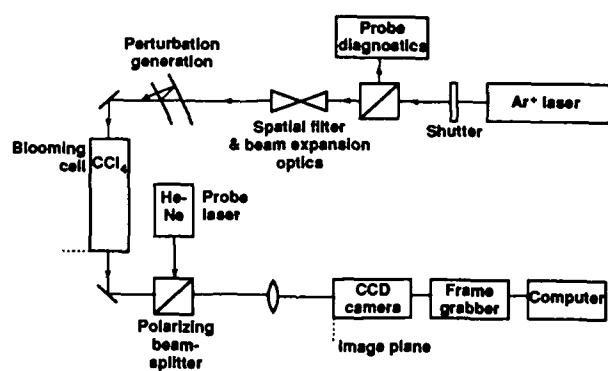 Probe
diagnostics
Perturbation
generation
Ar+ laser
Shutter
Spatial filter
& beam expansion
optics
Blooming
cell
CCl4
He-
Ne
Probe
laser
CCD
camera
Frame
grabber
Computer
Polarizing
beam-
splitter
Image plane